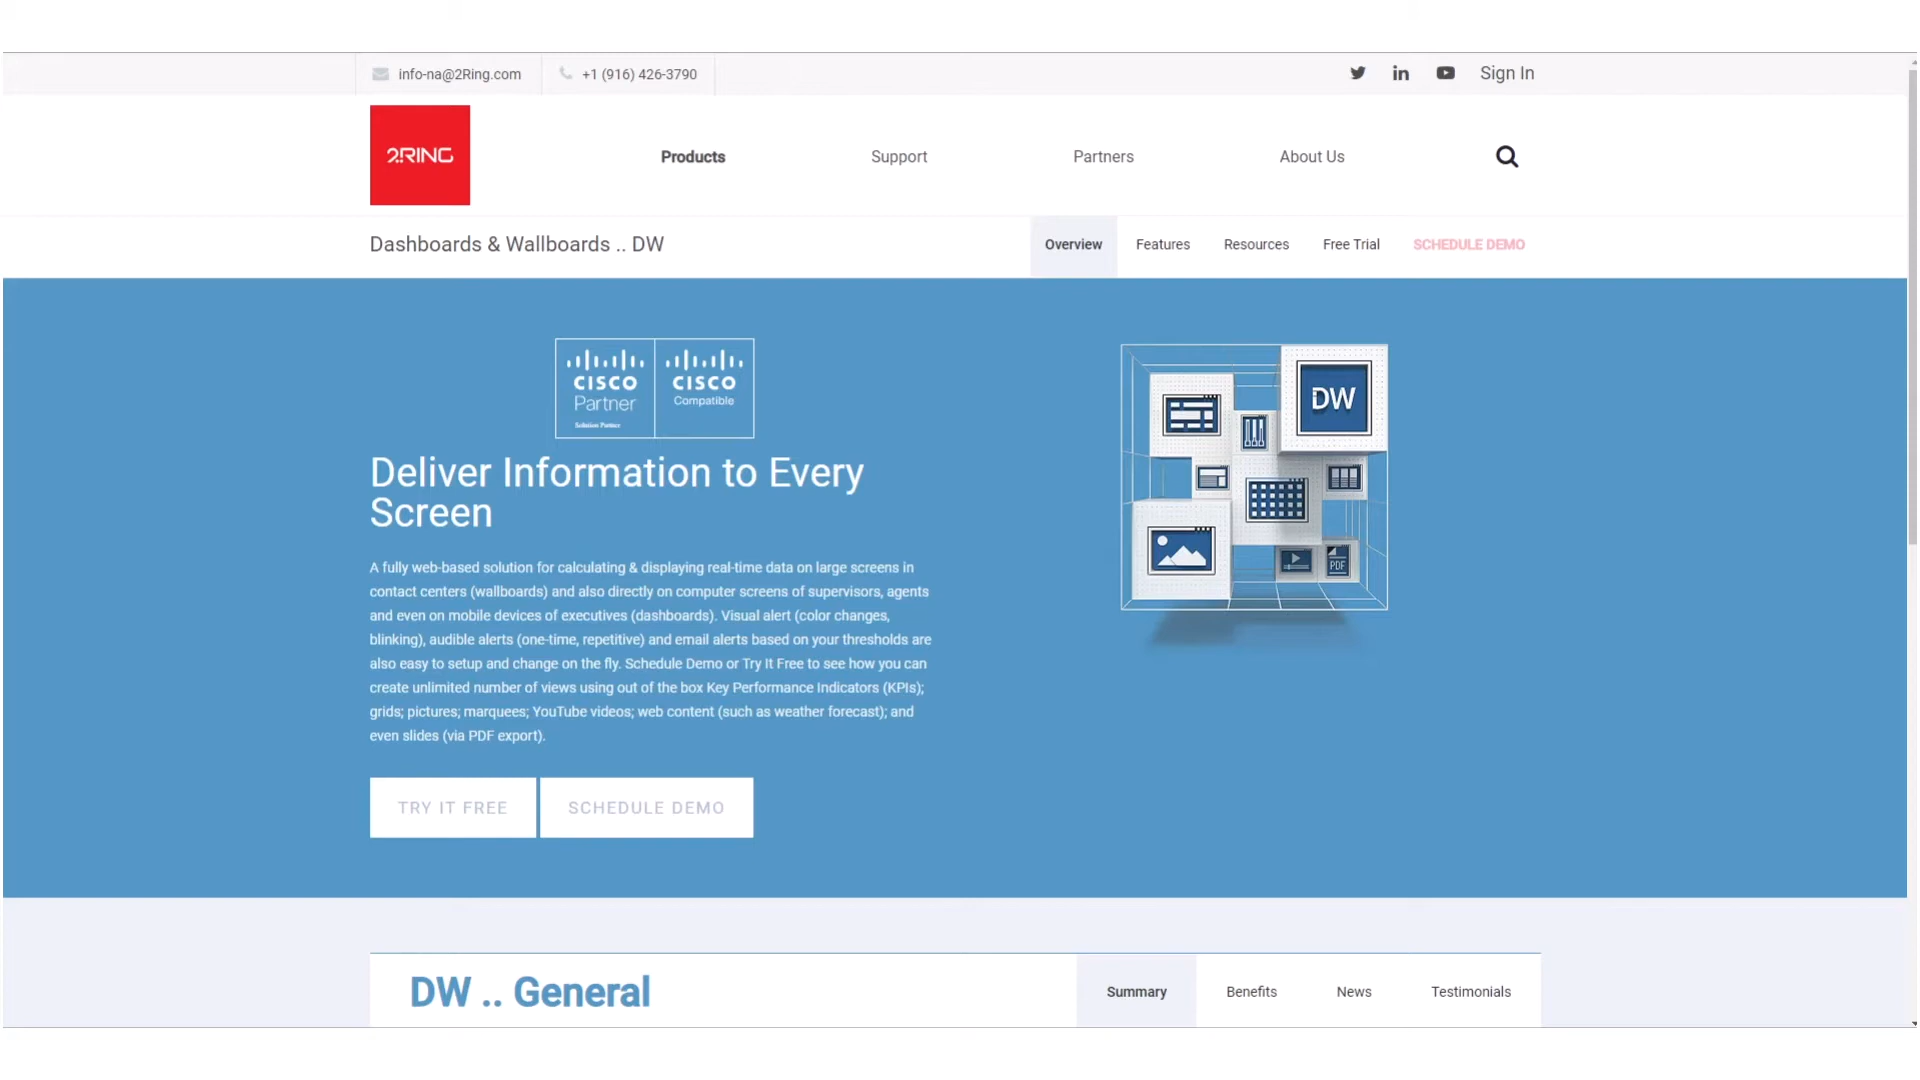 info-na@2Ring.com
+1 (916) 426-3790
Sign In
2RING
Products
Support
Partners
About Us
Dashboards & Wallboards .. DW
Overview
Features
Resources
Free Trial
SCHEDULE DEMO
CISCO
Partner
Solution Partner
CISCO
Compatible
DW
PDF
Deliver Information to Every
Screen
A fully web-based solution for calculating & displaying real-time data on large screens in
contact centers (wallboards) and also directly on computer screens of supervisors, agents
and even on mobile devices of executives (dashboards). Visual alert (color changes,
blinking), audible alerts (one-time, repetitive) and email alerts based on your thresholds are
also easy to setup and change on the fly. Schedule Demo or Try It Free to see how you can
create unlimited number of views using out of the box Key Performance Indicators (KPIs);
grids; pictures; marquees; YouTube videos; web content (such as weather forecast); and
even slides (via PDF export).
TRY IT FREE
SCHEDULE DEMO
DW .. General
Summary
Benefits
News
Testimonials